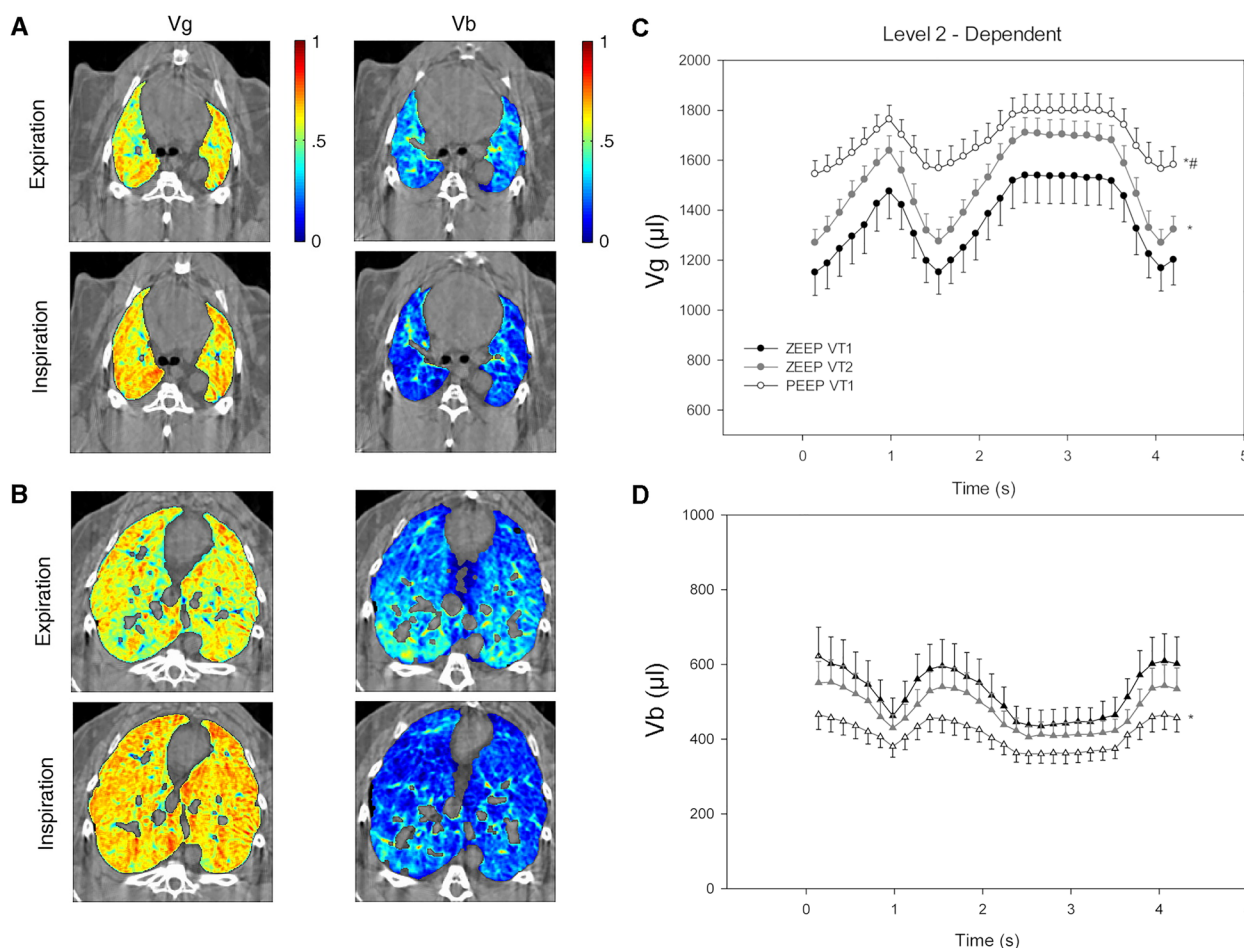 A
Vg
Vb
Expiration
1
.5
0
1
.5
0
Inspiration
B
Expiration
Inspiration
C
Level 2 - Dependent
Vg (µl)
2000
1800
1600
1400
1200
1000
800
600
*#
*
ZEEP VT1
ZEEP VT2
PEEP VT1
0
1
2
3
4
5
Time (s)
D
Vb (µl)
1000
800
600
400
200
0
*
0
1
2
3
4
Time (s)